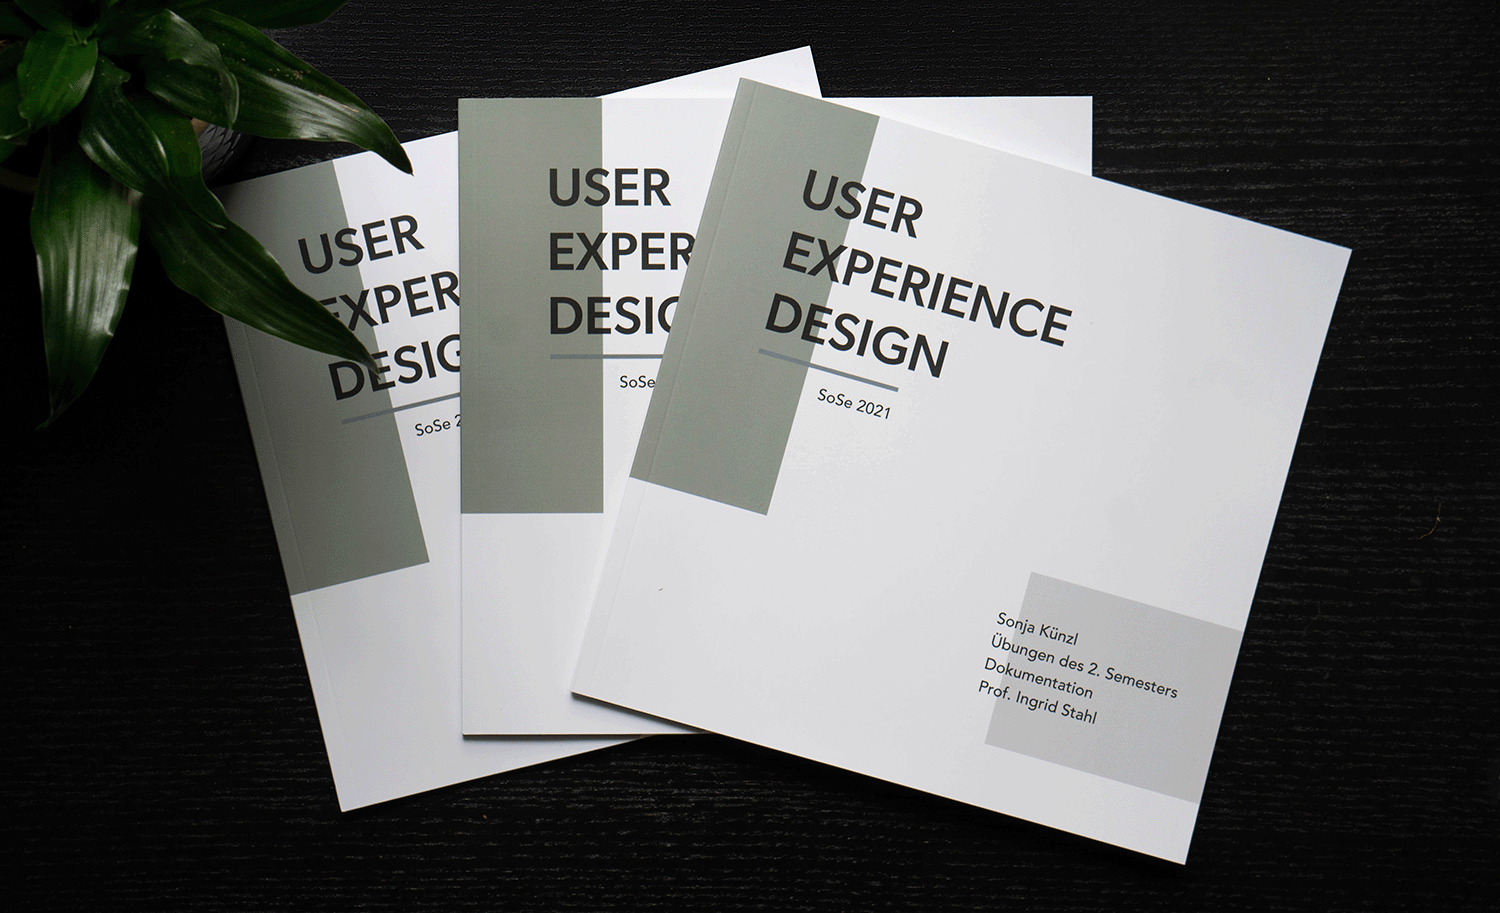 USER
EXPER
DESIG
SoSe 2
USER
EXPER
DESIG
SoSe
USER
EXPERIENCE
DESIGN
SoSe 2021
Sonja Künzl
Übungen des 2. Semesters
Dokumentation
Prof. Ingrid Stahl